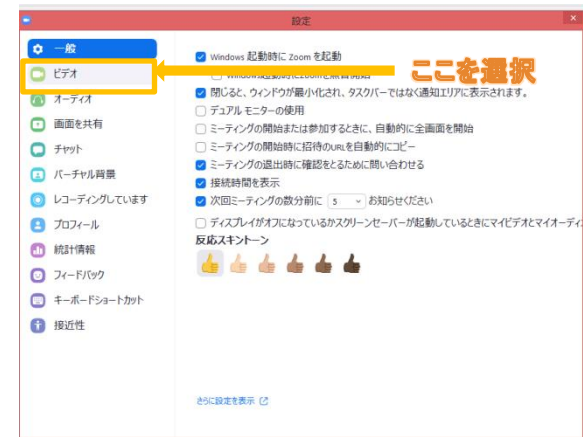 設定
一般
ビデオ
オーディオ
画面を共有
チャット
バーチャル背景
レコーディングしています
プロフィール
統計情報
フィードバック
キーボードショートカット
接近性
Windows 起動時に Zoom を起動
ここを選択
閉じると、ウィンドウが最小化され、タスクバーではなく通知エリアに表示されます。
デュアル モニターの使用
ミーティングの開始または参加するときに、自動的に全画面を開始
ミーティングの開始時に招待のURLを自動的にコピー
ミーティングの退出時に確認をとるために問い合わせる
接続時間を表示
次回ミーティングの数分前に 5 お知らせください
ディスプレイがオフになっているかスクリーンセーバーが起動しているときにマイビデオとマイオーディ
反応スキントーン
さらに設定を表示